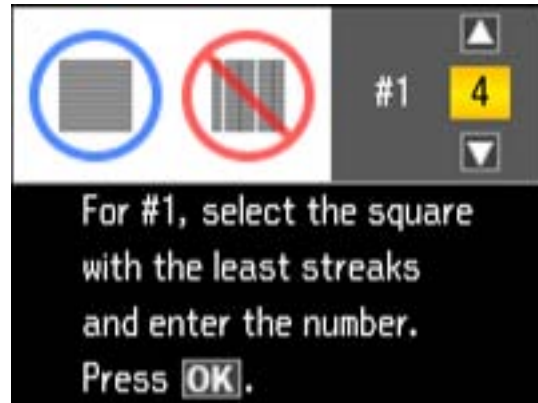 #1 4
For #1, select the square
with the least streaks
and enter the number.
Press OK.